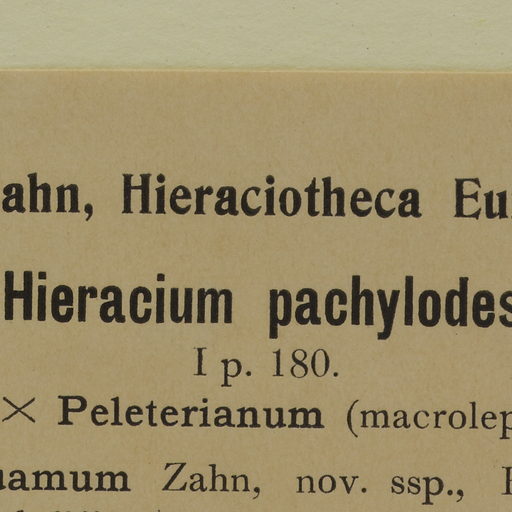 ahn, Hieraciotheca Eu
Hieracium pachylodes
I p. 180.
× Peleterianum (macrolep
uamum Zahn, nov. ssp.,